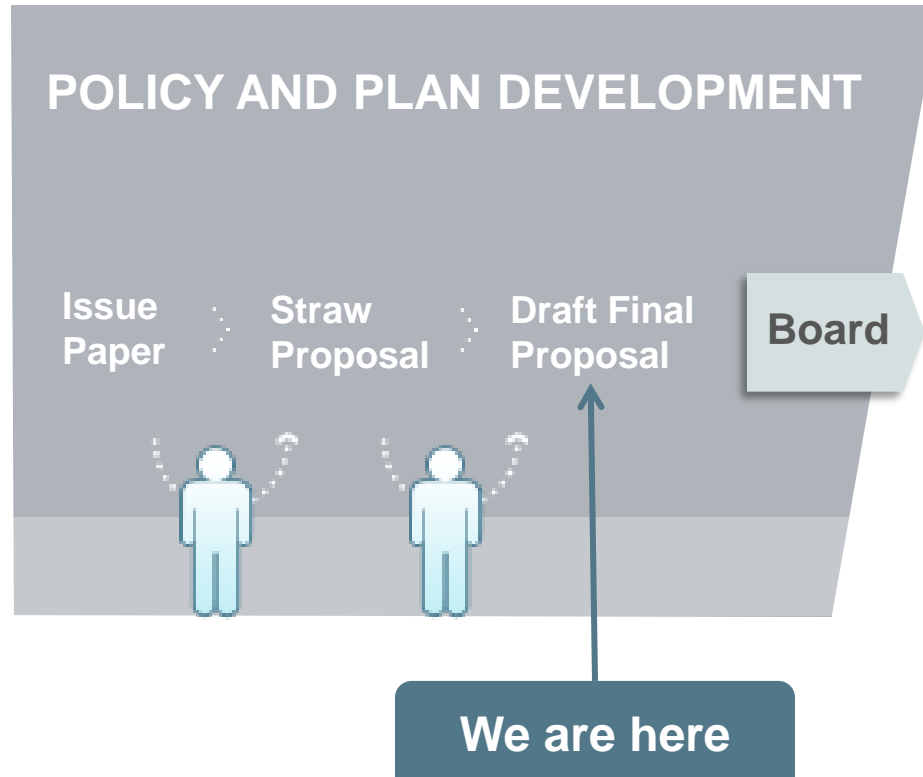 POLICY AND PLAN DEVELOPMENT
Issue
Paper
Straw
Proposal
Draft Final
Proposal
Board
We are here